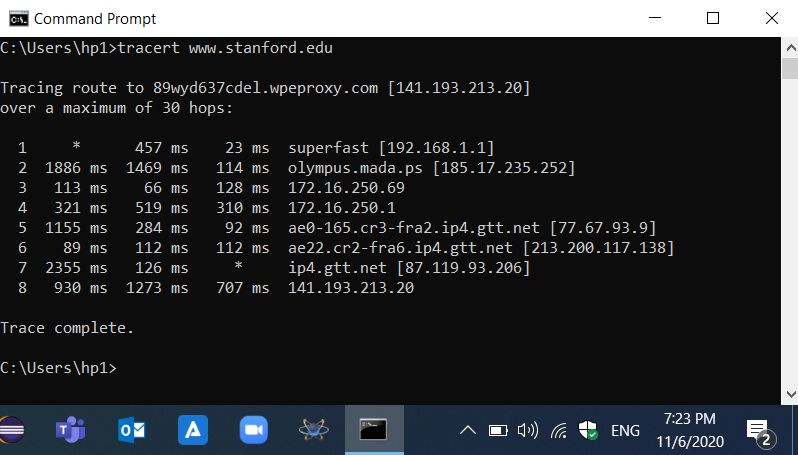 Command Prompt
C:\Users\hp1>tracert www.stanford.edu
Tracing route to 89wyd637cdel.wpeproxy.com [141.193.213.20]
over a maximum of 30 hops:
1 * 457 ms 23 ms superfast [192.168.1.1]
2 1886 ms 1469 ms 114 ms olympus.mada.ps [185.17.235.252]
3 113 ms 66 ms 128 ms 172.16.250.69
4 321 ms 519 ms 310 ms 172.16.250.1
5 1155 ms 284 ms 92 ms ae0-165.cr3-fra2.ip4.gtt.net [77.67.93.9]
6 89 ms 112 ms 112 ms ae22.cr2-fra6.ip4.gtt.net [213.200.117.138]
7 2355 ms 126 ms * ip4.gtt.net [87.119.93.206]
8 930 ms 1273 ms 707 ms 141.193.213.20
Trace complete.
C:\Users\hp1>
ENG
7:23 PM
11/6/2020
2